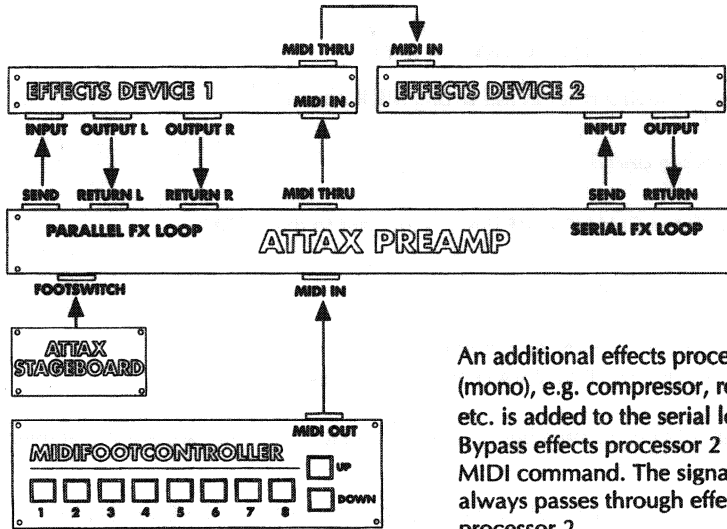 MIDI THRU MIDI IN
EFFECTS DEVICE 1 EFFECTS DEVICE 2
MIDI IN
INPUT OUTPUT L OUTPUT R INPUT OUTPUT
SEND RETURN L RETURN R MIDI THRU SEND RETURN
PARALLEL FX LOOP ATTAX PREAMP SERIAL FX LOOP
FOOTSWITCH MIDI IN
ATTAX
STAGEBOARD
MIDI OUT
MIDIFOOTCONTROLLER
UP
DOWN
1 2 3 4 5 6 7 8
An additional effects proce
(mono), e.g. compressor, re
etc. is added to the serial lo
Bypass effects processor 2
MIDI command. The signa
always passes through effe
processor 2